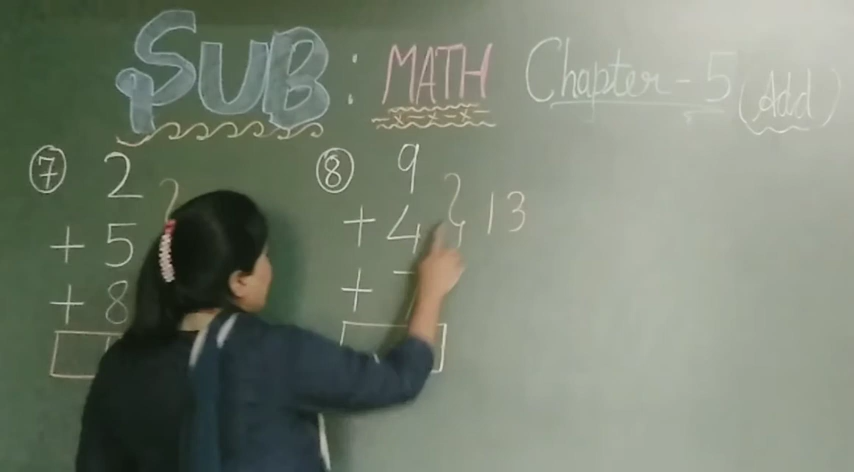 SUB : MATH Chapter - 5 (Add)
⑦ 2
+ 5
+ 8
⑧ 9
+ 4 } 13
+